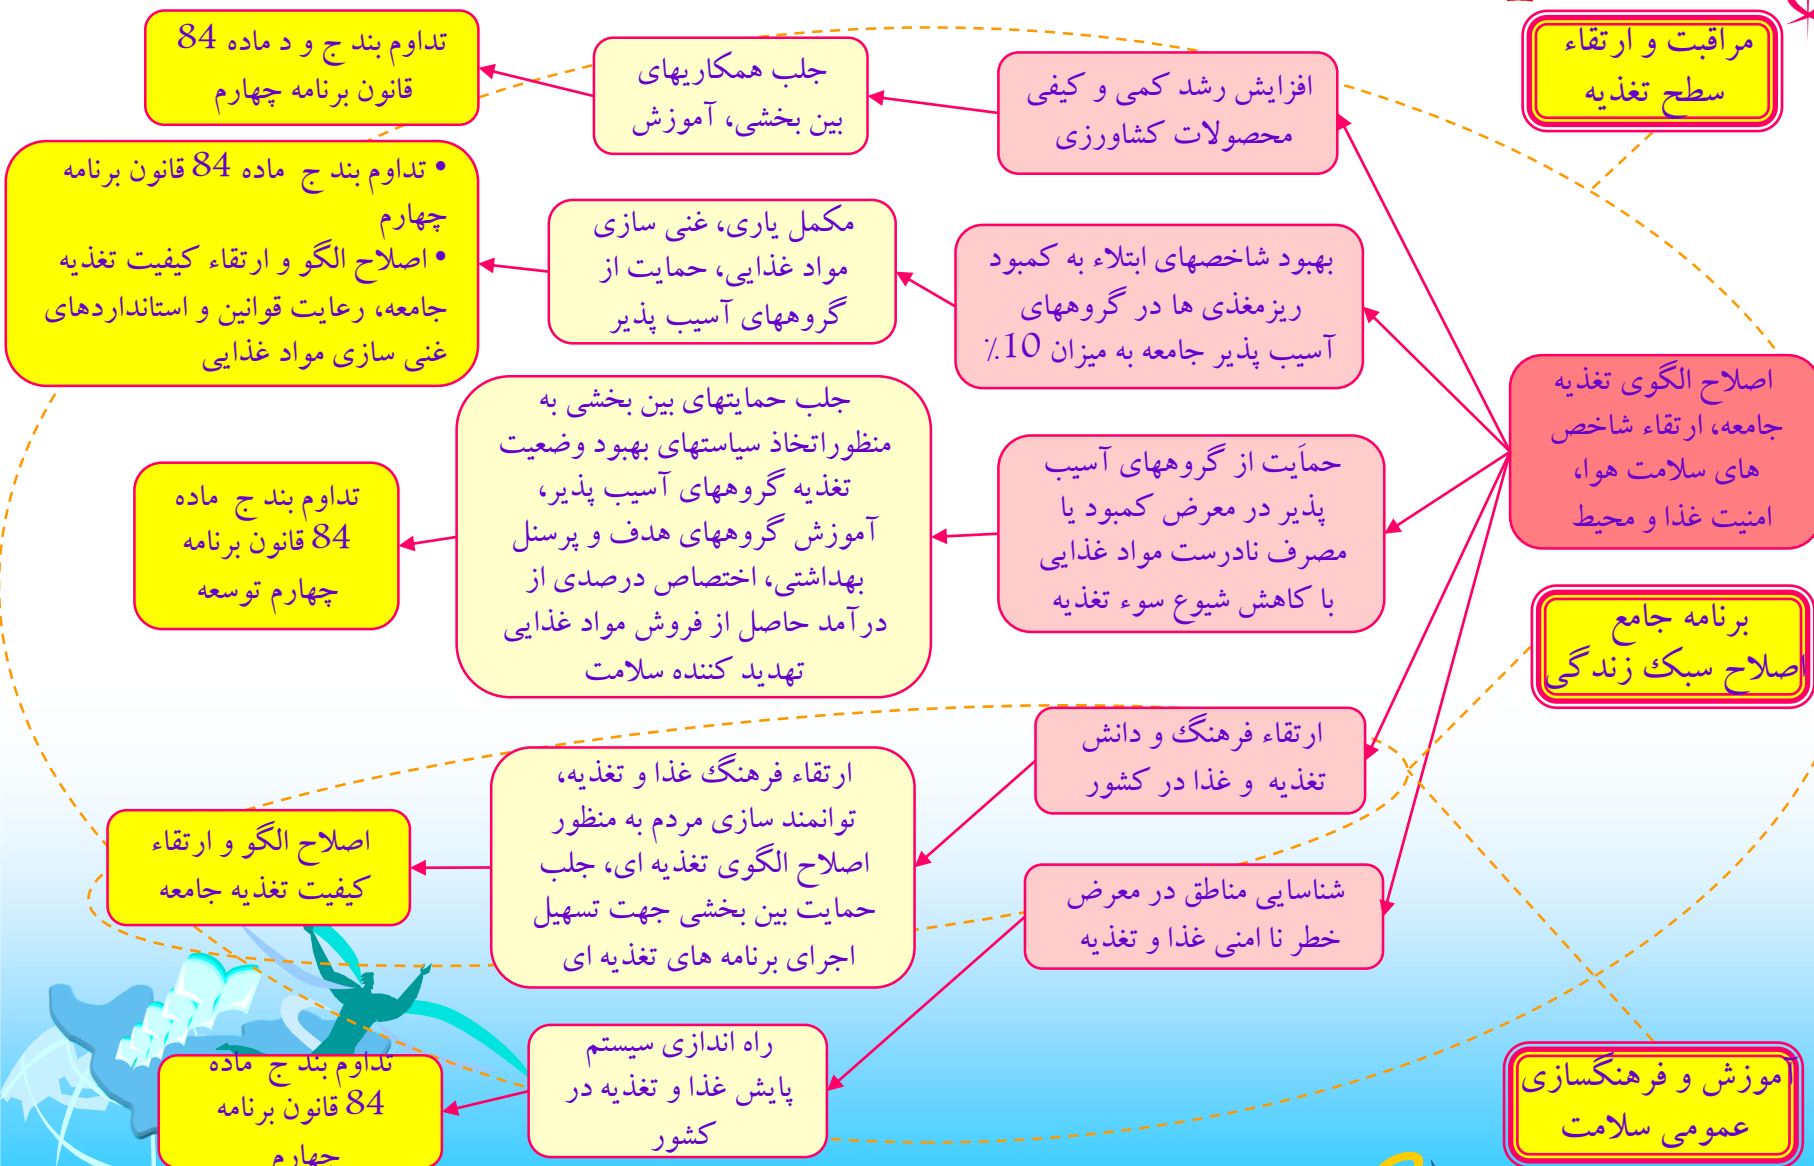 مراقبت و ارتقاء
سطح تغذیه
اصلاح الگوی تغذیه
جامعه، ارتقاء شاخص
های سلامت هوا،
امنیت غذا و محیط
برنامه جامع
اصلاح سبک زندگی
آموزش و فرهنگسازی
عمومی سلامت
افزایش رشد کمی و کیفی
محصولات کشاورزی
جلب همکاریهای
بین بخشی، آموزش
تداوم بند ج و د ماده 84
قانون برنامه چهارم
بهبود شاخصهای ابتلاء به کمبود
ریزمغذی ها در گروههای
آسیب پذیر جامعه به میزان 10٪
مکمل یاری، غنی سازی
مواد غذایی، حمایت از
گروههای آسیب پذیر
• تداوم بند ج ماده 84 قانون برنامه
چهارم
• اصلاح الگو و ارتقاء کیفیت تغذیه
جامعه، رعایت قوانین و استانداردهای
غنی سازی مواد غذایی
حمایت از گروههای آسیب
پذیر در معرض کمبود یا
مصرف نادرست مواد غذایی
با کاهش شیوع سوء تغذیه
جلب حمایتهای بین بخشی به
منظوراتخاذ سیاستهای بهبود وضعیت
تغذیه گروههای آسیب پذیر،
آموزش گروههای هدف و پرسنل
بهداشتی، اختصاص درصدی از
درآمد حاصل از فروش مواد غذایی
تهدید کننده سلامت
تداوم بند ج ماده
84 قانون برنامه
چهارم توسعه
ارتقاء فرهنگ و دانش
تغذیه و غذا در کشور
ارتقاء فرهنگ غذا و تغذیه،
توانمند سازی مردم به منظور
اصلاح الگوی تغذیه ای، جلب
حمایت بین بخشی جهت تسهیل
اجرای برنامه های تغذیه ای
اصلاح الگو و ارتقاء
کیفیت تغذیه جامعه
شناسایی مناطق در معرض
خطر نا امنی غذا و تغذیه
راه اندازی سیستم
پایش غذا و تغذیه در
کشور
تداوم بند ج ماده
84 قانون برنامه
چهارم